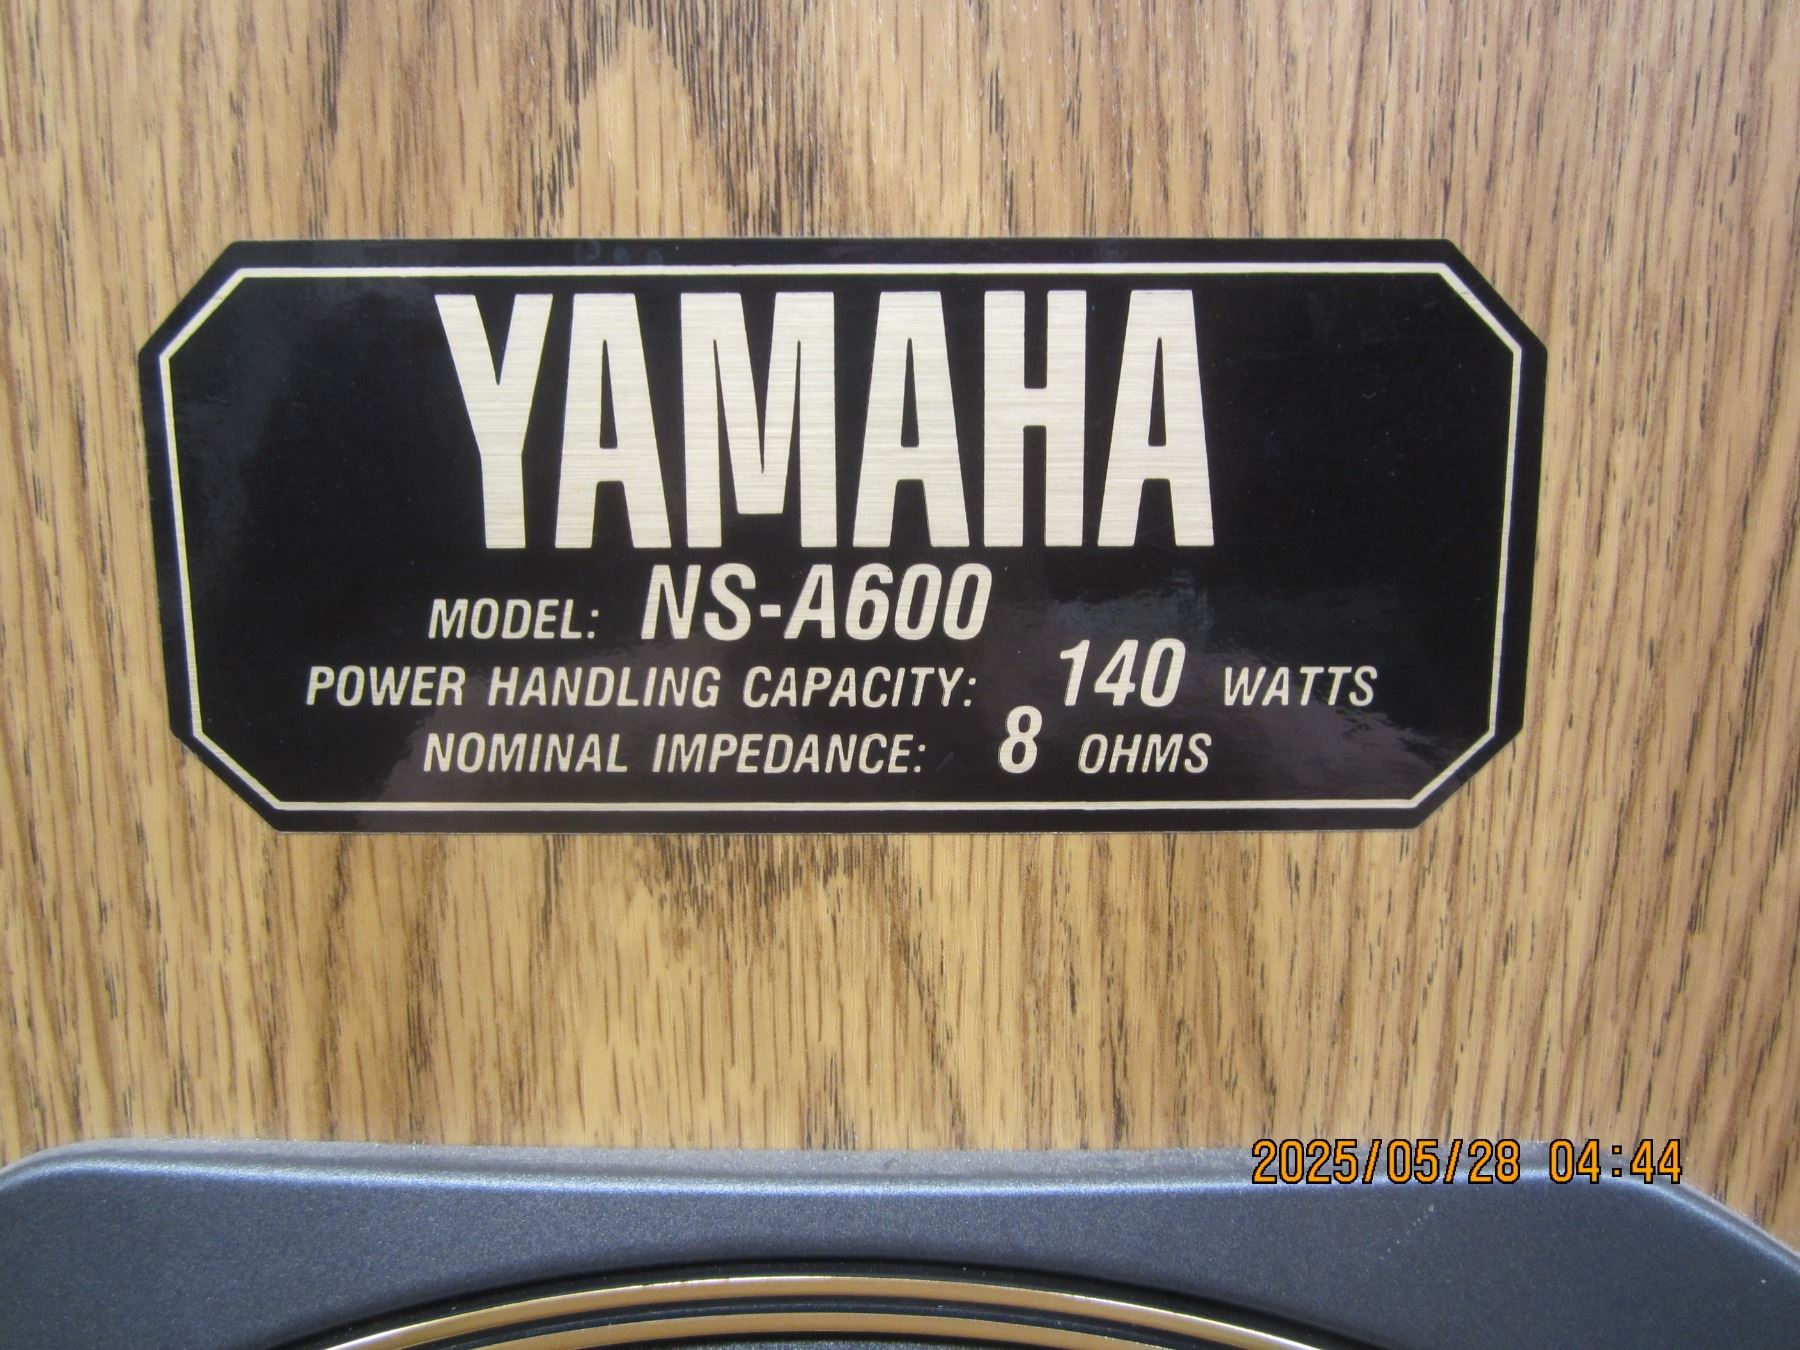 YAMAHA
MODEL: NS-A600
POWER HANDLING CAPACITY: 140 WATTS
NOMINAL IMPEDANCE: 8 OHMS
2025/05/28 04:44